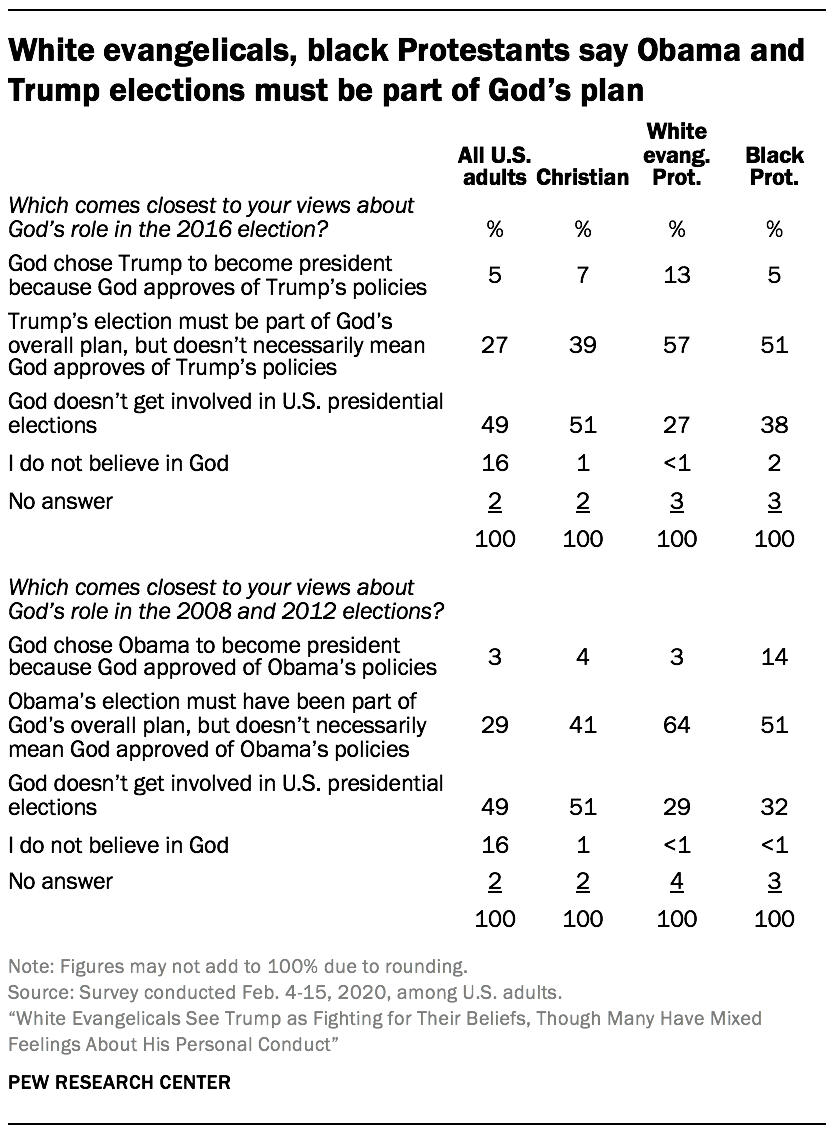 White evangelicals, black Protestants say Obama and
Trump elections must be part of God's plan
All U.S. adults Christian White evang. Prot. Black Prot.
Which comes closest to your views about
God's role in the 2016 election? % % % %
God chose Trump to become president
because God approves of Trump's policies 5 7 13 5
Trump's election must be part of God's
overall plan, but doesn't necessarily mean 27 39 57 51
God approves of Trump's policies
God doesn't get involved in U.S. presidential
elections 49 51 27 38
I do not believe in God 16 1 <1 2
No answer 2 2 3 3
100 100 100 100
Which comes closest to your views about
God's role in the 2008 and 2012 elections?
God chose Obama to become president
because God approved of Obama's policies 3 4 3 14
Obama's election must have been part of
God's overall plan, but doesn't necessarily 29 41 64 51
mean God approved of Obama's policies
God doesn't get involved in U.S. presidential
elections 49 51 29 32
I do not believe in God 16 1 <1 <1
No answer 2 2 4 3
100 100 100 100
Note: Figures may not add to 100% due to rounding.
Source: Survey conducted Feb. 4-15, 2020, among U.S. adults.
“White Evangelicals See Trump as Fighting for Their Beliefs, Though Many Have Mixed
Feelings About His Personal Conduct”
PEW RESEARCH CENTER